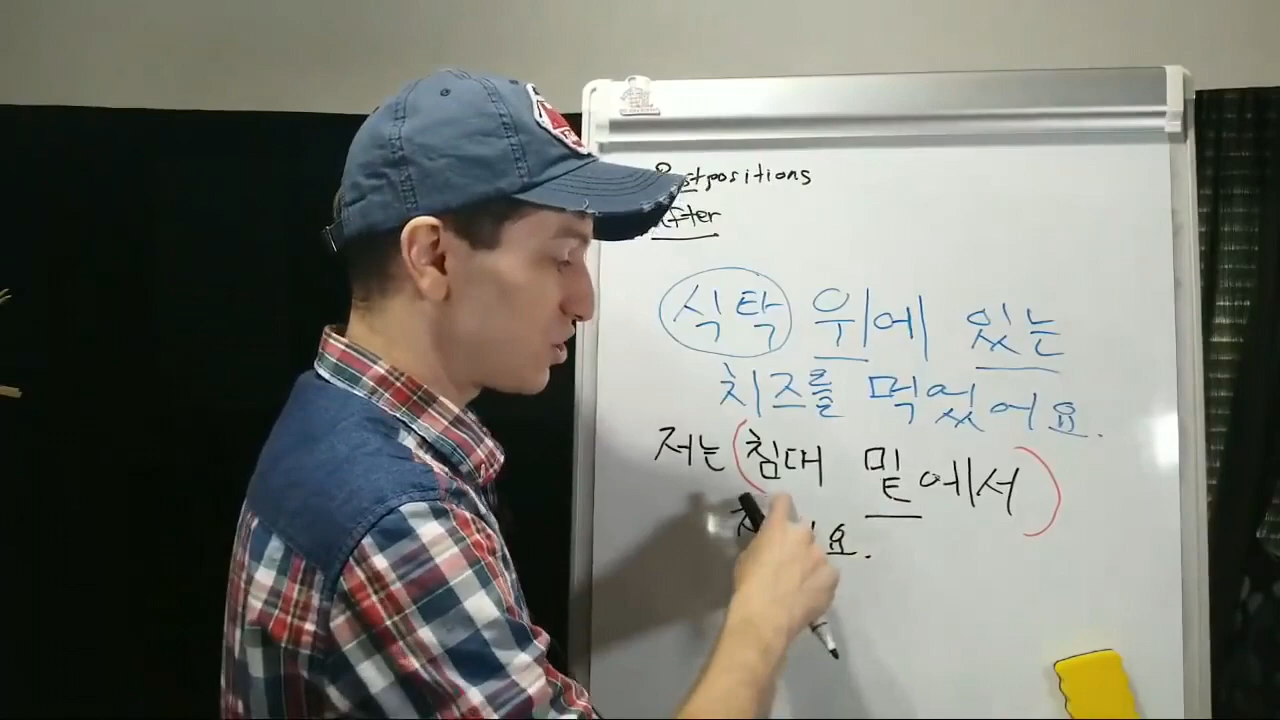 Postpositions
After
식탁 위에 있는
치즈를 먹었어요.
저는 (침대 밑에서)
요.